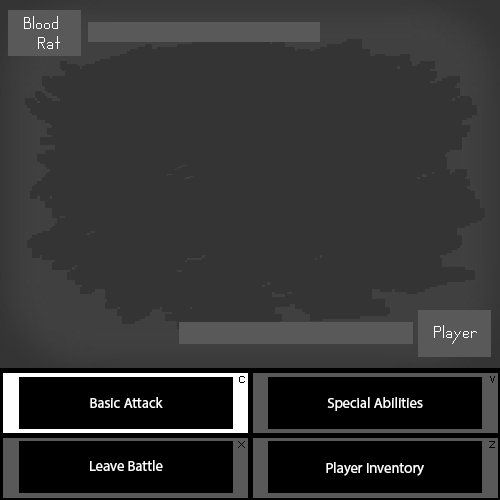 Blood
Rat
Player
C
Basic Attack
V
Special Abilities
X
Leave Battle
Z
Player Inventory